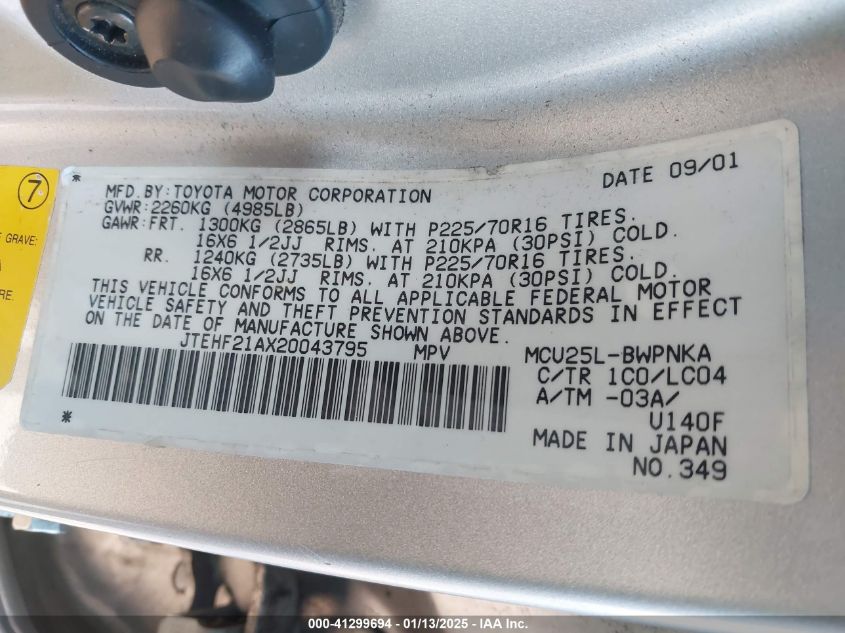 7
E GRAVE:
RE.
DATE 09/01
MFD.BY:TOYOTA MOTOR CORPORATION
GVWR:2260KG (4985LB)
GAWR:FRT. 1300KG (2865LB) WITH P225/70R16 TIRES.
16X6 1/2JJ RIMS. AT 210KPA (30PSI) COLD.
RR. 1240KG (2735LB) WITH P225/70R16 TIRES.
16X6 1/2JJ RIMS. AT 210KPA (30PSI) COLD.
THIS VEHICLE CONFORMS TO ALL APPLICABLE FEDERAL MOTOR
VEHICLE SAFETY AND THEFT PREVENTION STANDARDS IN EFFECT
ON THE DATE OF MANUFACTURE SHOWN ABOVE.
JTEHF21AX20043795 MPV MCU25L-BWPNKA
C/TR 1C0/LC04
A/TM -03A/
U140F
MADE IN JAPAN
NO.349
000-41299694 / 01/13/2025 - IAA Inc.